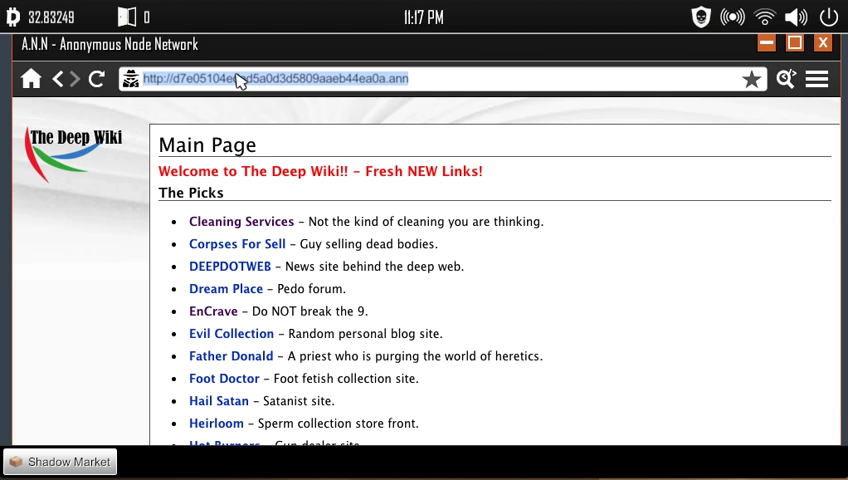 32.83249
0
11:17 PM
A.N.N - Anonymous Node Network
The Deep Wiki
Main Page
Welcome to The Deep Wiki!! – Fresh NEW Links!
The Picks
Cleaning Services – Not the kind of cleaning you are thinking.
Corpses For Sell – Guy selling dead bodies.
DEEPDOTWEB – News site behind the deep web.
Dream Place – Pedo forum.
EnCrave – Do NOT break the 9.
Evil Collection – Random personal blog site.
Father Donald – A priest who is purging the world of heretics.
Foot Doctor – Foot fetish collection site.
Hail Satan – Satanist site.
Heirloom – Sperm collection store front.
Shadow Market